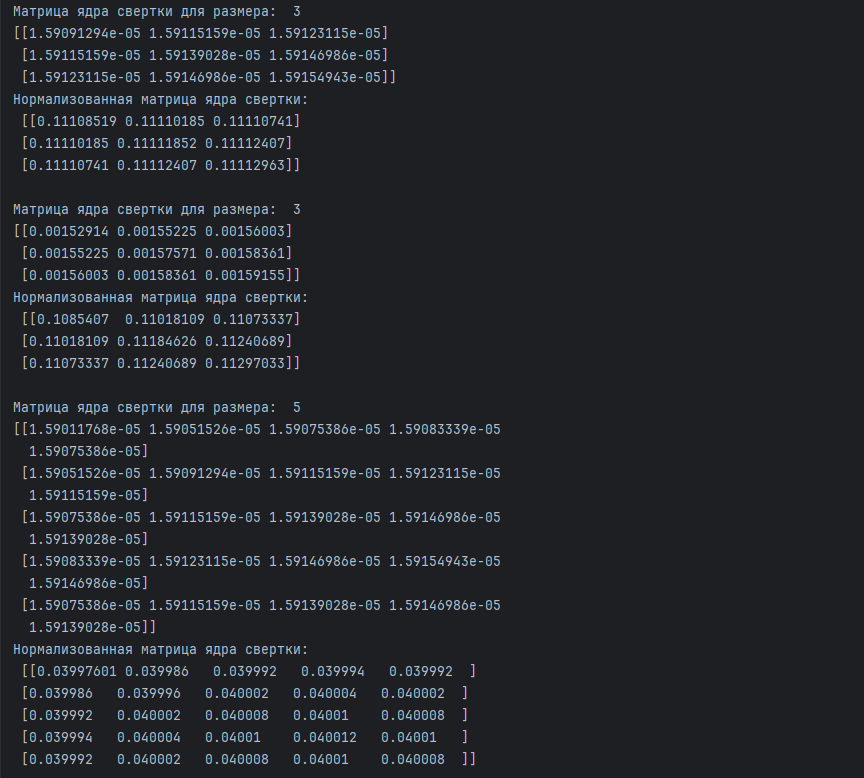 Матрица ядра свертки для размера:  3
[[1.59091294e-05 1.59115159e-05 1.59123115e-05]
 [1.59115159e-05 1.59139028e-05 1.59146986e-05]
 [1.59123115e-05 1.59146986e-05 1.59154943e-05]]
Нормализованная матрица ядра свертки:
 [[0.11108519 0.11110185 0.11110741]
 [0.11110185 0.11111852 0.11112407]
 [0.11110741 0.11112407 0.11112963]]
Матрица ядра свертки для размера:  3
[[0.00152914 0.00155225 0.00156003]
 [0.00155225 0.00157571 0.00158361]
 [0.00156003 0.00158361 0.00159155]]
Нормализованная матрица ядра свертки:
 [[0.1085407  0.11018109 0.11073337]
 [0.11018109 0.11184626 0.11240689]
 [0.11073337 0.11240689 0.11297033]]
Матрица ядра свертки для размера:  5
[[1.59011768e-05 1.59051526e-05 1.59075386e-05 1.59083339e-05
  1.59075386e-05]
 [1.59051526e-05 1.59091294e-05 1.59115159e-05 1.59123115e-05
  1.59115159e-05]
 [1.59075386e-05 1.59115159e-05 1.59139028e-05 1.59146986e-05
  1.59139028e-05]
 [1.59083339e-05 1.59123115e-05 1.59146986e-05 1.59154943e-05
  1.59146986e-05]
 [1.59075386e-05 1.59115159e-05 1.59139028e-05 1.59146986e-05
  1.59139028e-05]]
Нормализованная матрица ядра свертки:
 [[0.03997601 0.039986   0.039992   0.039994   0.039992  ]
 [0.039986   0.039996   0.040002   0.040004   0.040002  ]
 [0.039992   0.040002   0.040008   0.04001    0.040008  ]
 [0.039994   0.040004   0.04001    0.040012   0.04001   ]
 [0.039992   0.040002   0.040008   0.04001    0.040008  ]]